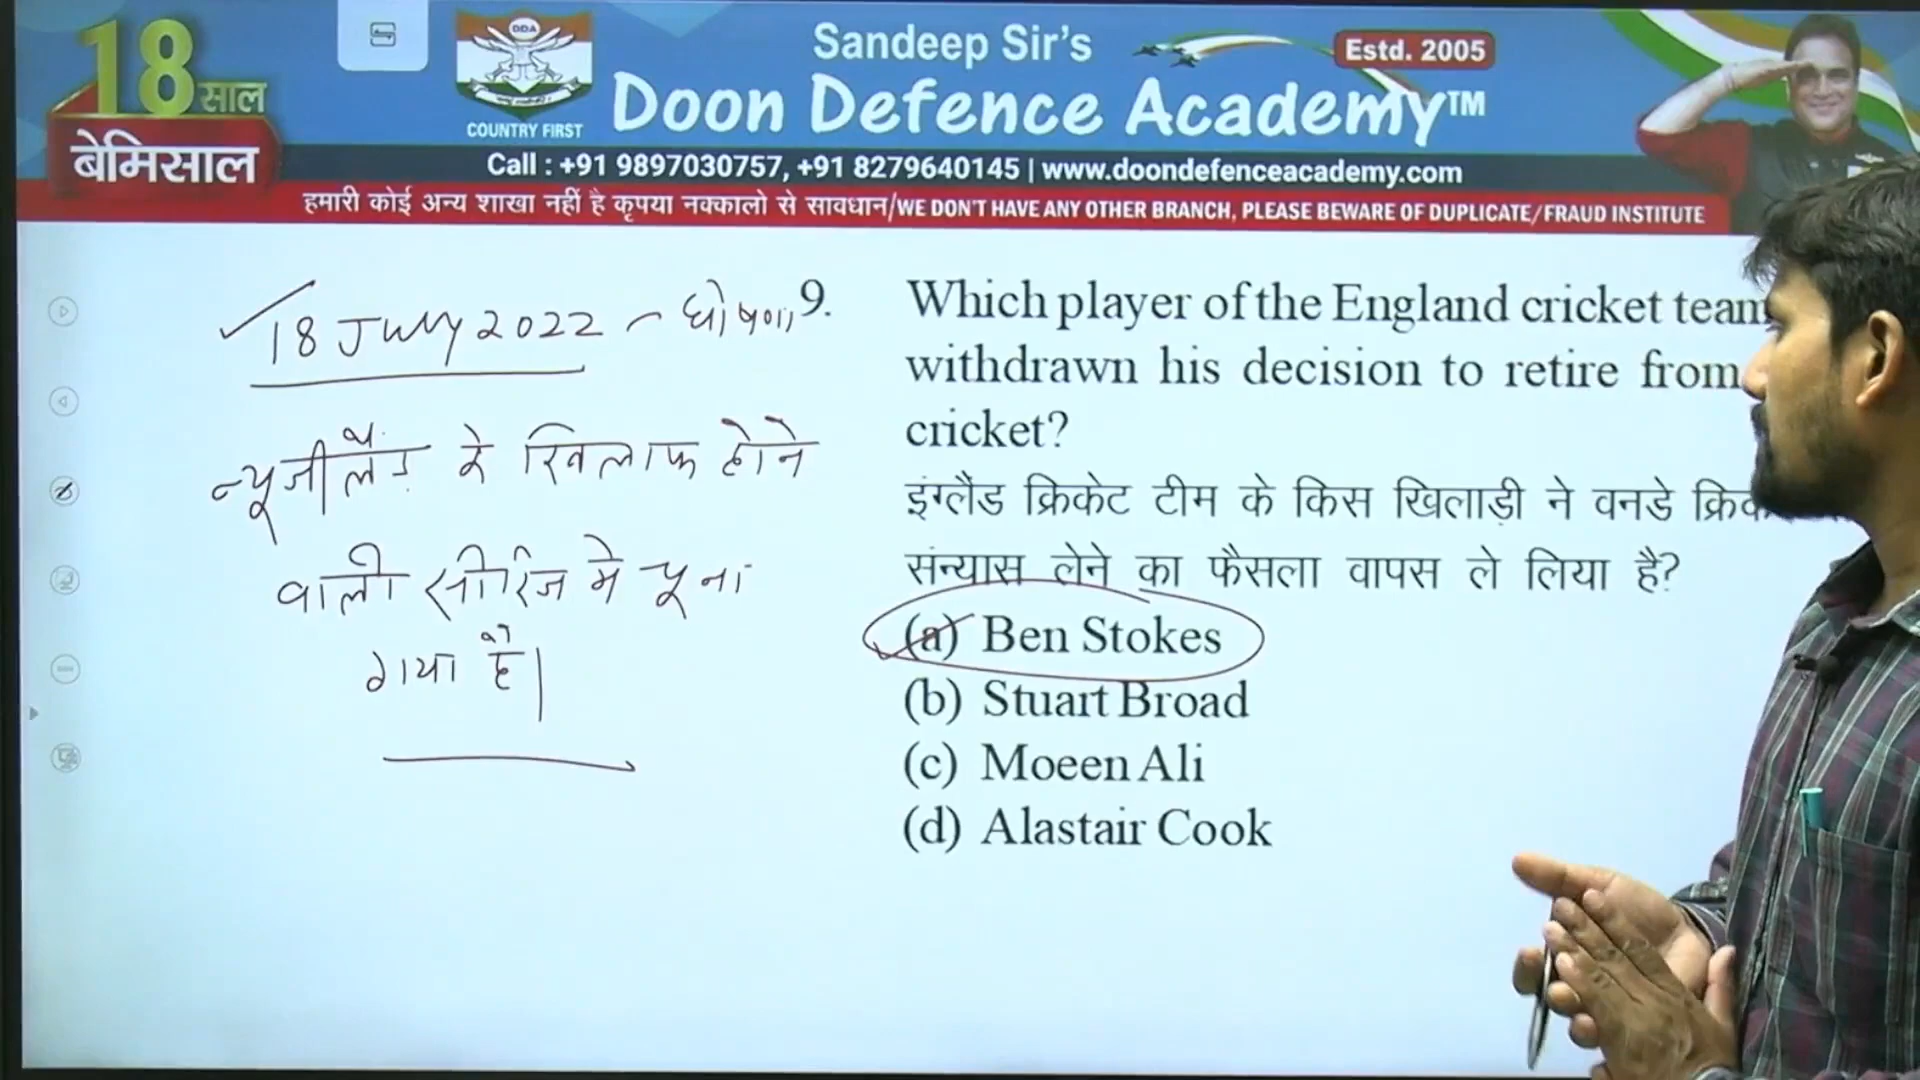 18 साल
बेमिसाल
DDA
COUNTRY FIRST
Sandeep Sir's
Estd. 2005
Doon Defence Academy™
Call : +91 9897030757, +91 8279640145 | www.doondefenceacademy.com
हमारी कोई अन्य शाखा नहीं है कृपया नक्कालो से सावधान/WE DON'T HAVE ANY OTHER BRANCH, PLEASE BEWARE OF DUPLICATE/FRAUD INSTITUTE
18 July 2022 - घोषणा
न्यूजीलैंड के खिलाफ होने
वाली सीरिज मे चूना
गया है|
9. Which player of the England cricket team
withdrawn his decision to retire from
cricket?
इंग्लैंड क्रिकेट टीम के किस खिलाड़ी ने वनडे
संन्यास लेने का फैसला वापस ले लिया है?
(a) Ben Stokes
(b) Stuart Broad
(c) Moeen Ali
(d) Alastair Cook